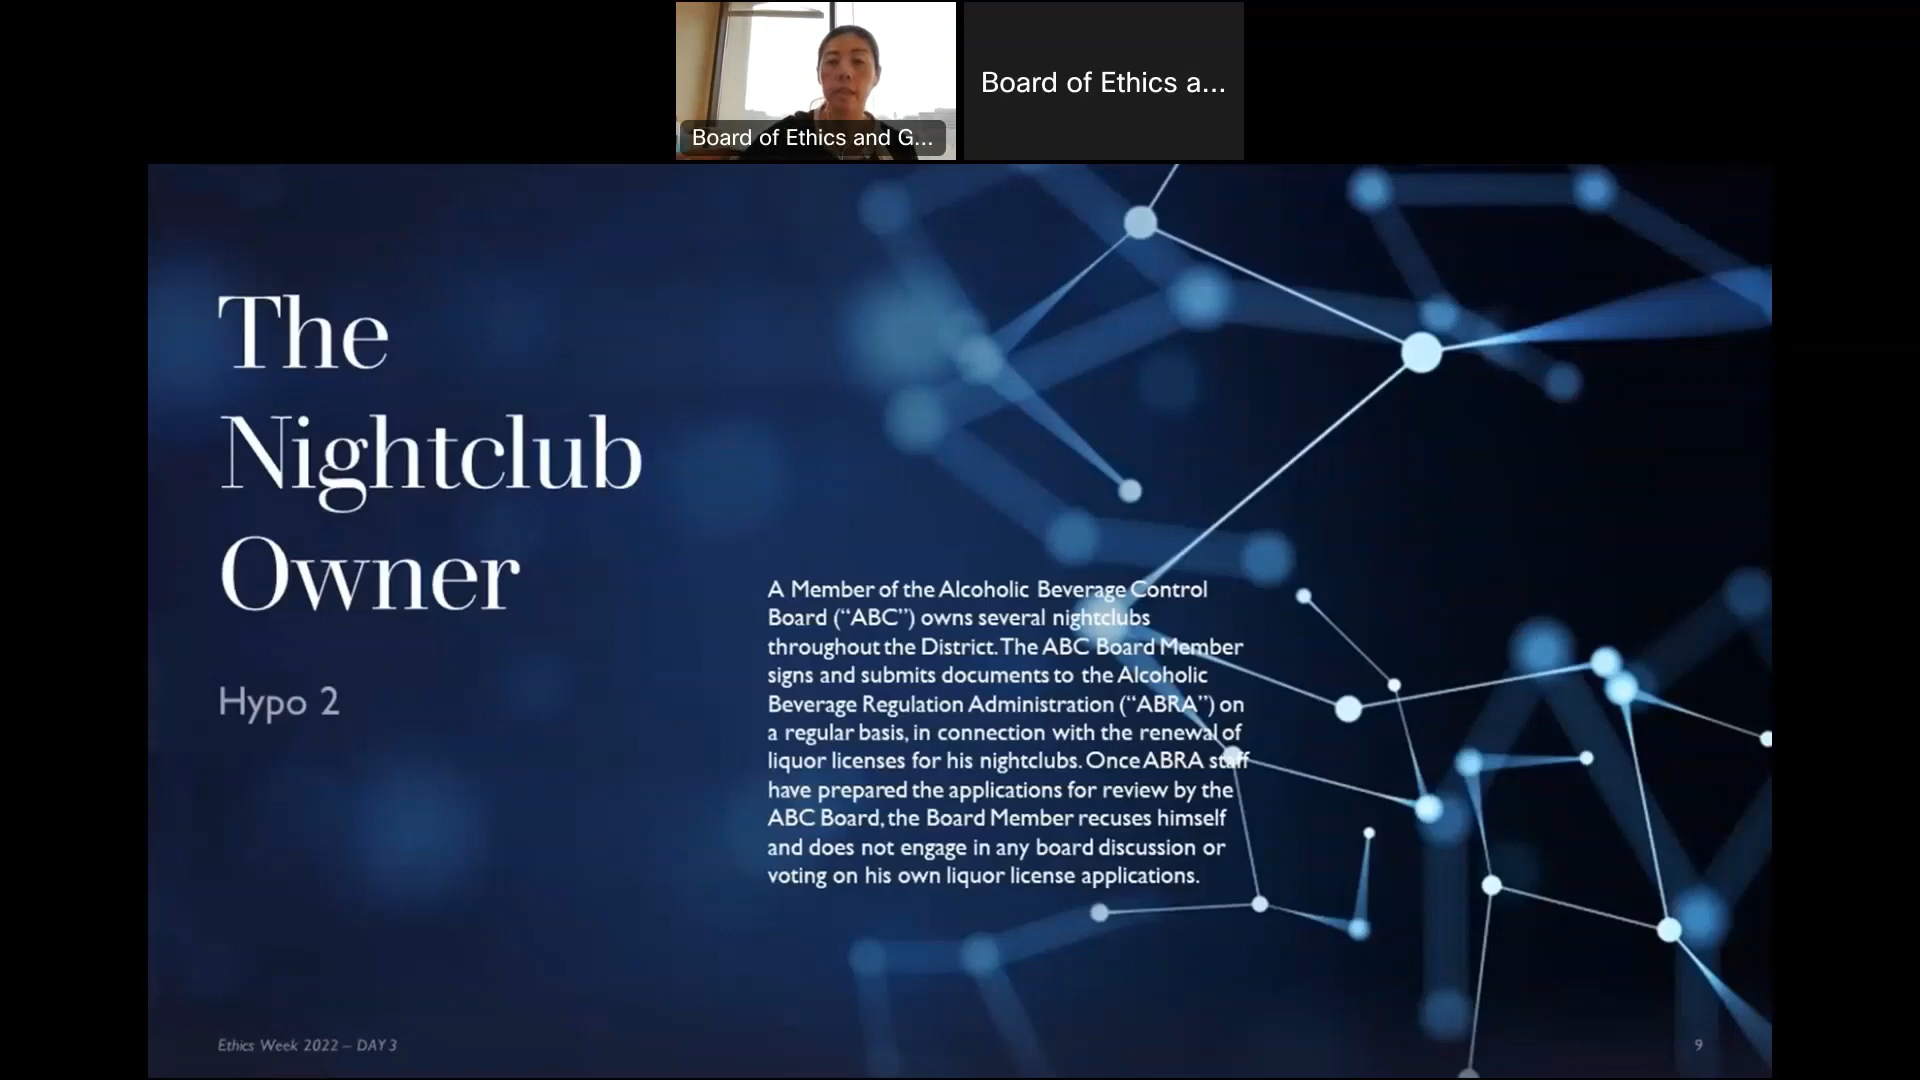 Board of Ethics and G...
Board of Ethics a...
The
Nightclub
Owner
Hypo 2
A Member of the Alcoholic Beverage Control
Board (“ABC”) owns several nightclubs
throughout the District. The ABC Board Member
signs and submits documents to the Alcoholic
Beverage Regulation Administration (“ABRA”) on
a regular basis, in connection with the renewal of
liquor licenses for his nightclubs. Once ABRA staff
have prepared the applications for review by the
ABC Board, the Board Member recuses himself
and does not engage in any board discussion or
voting on his own liquor license applications.
Ethics Week 2022 – DAY 3
9